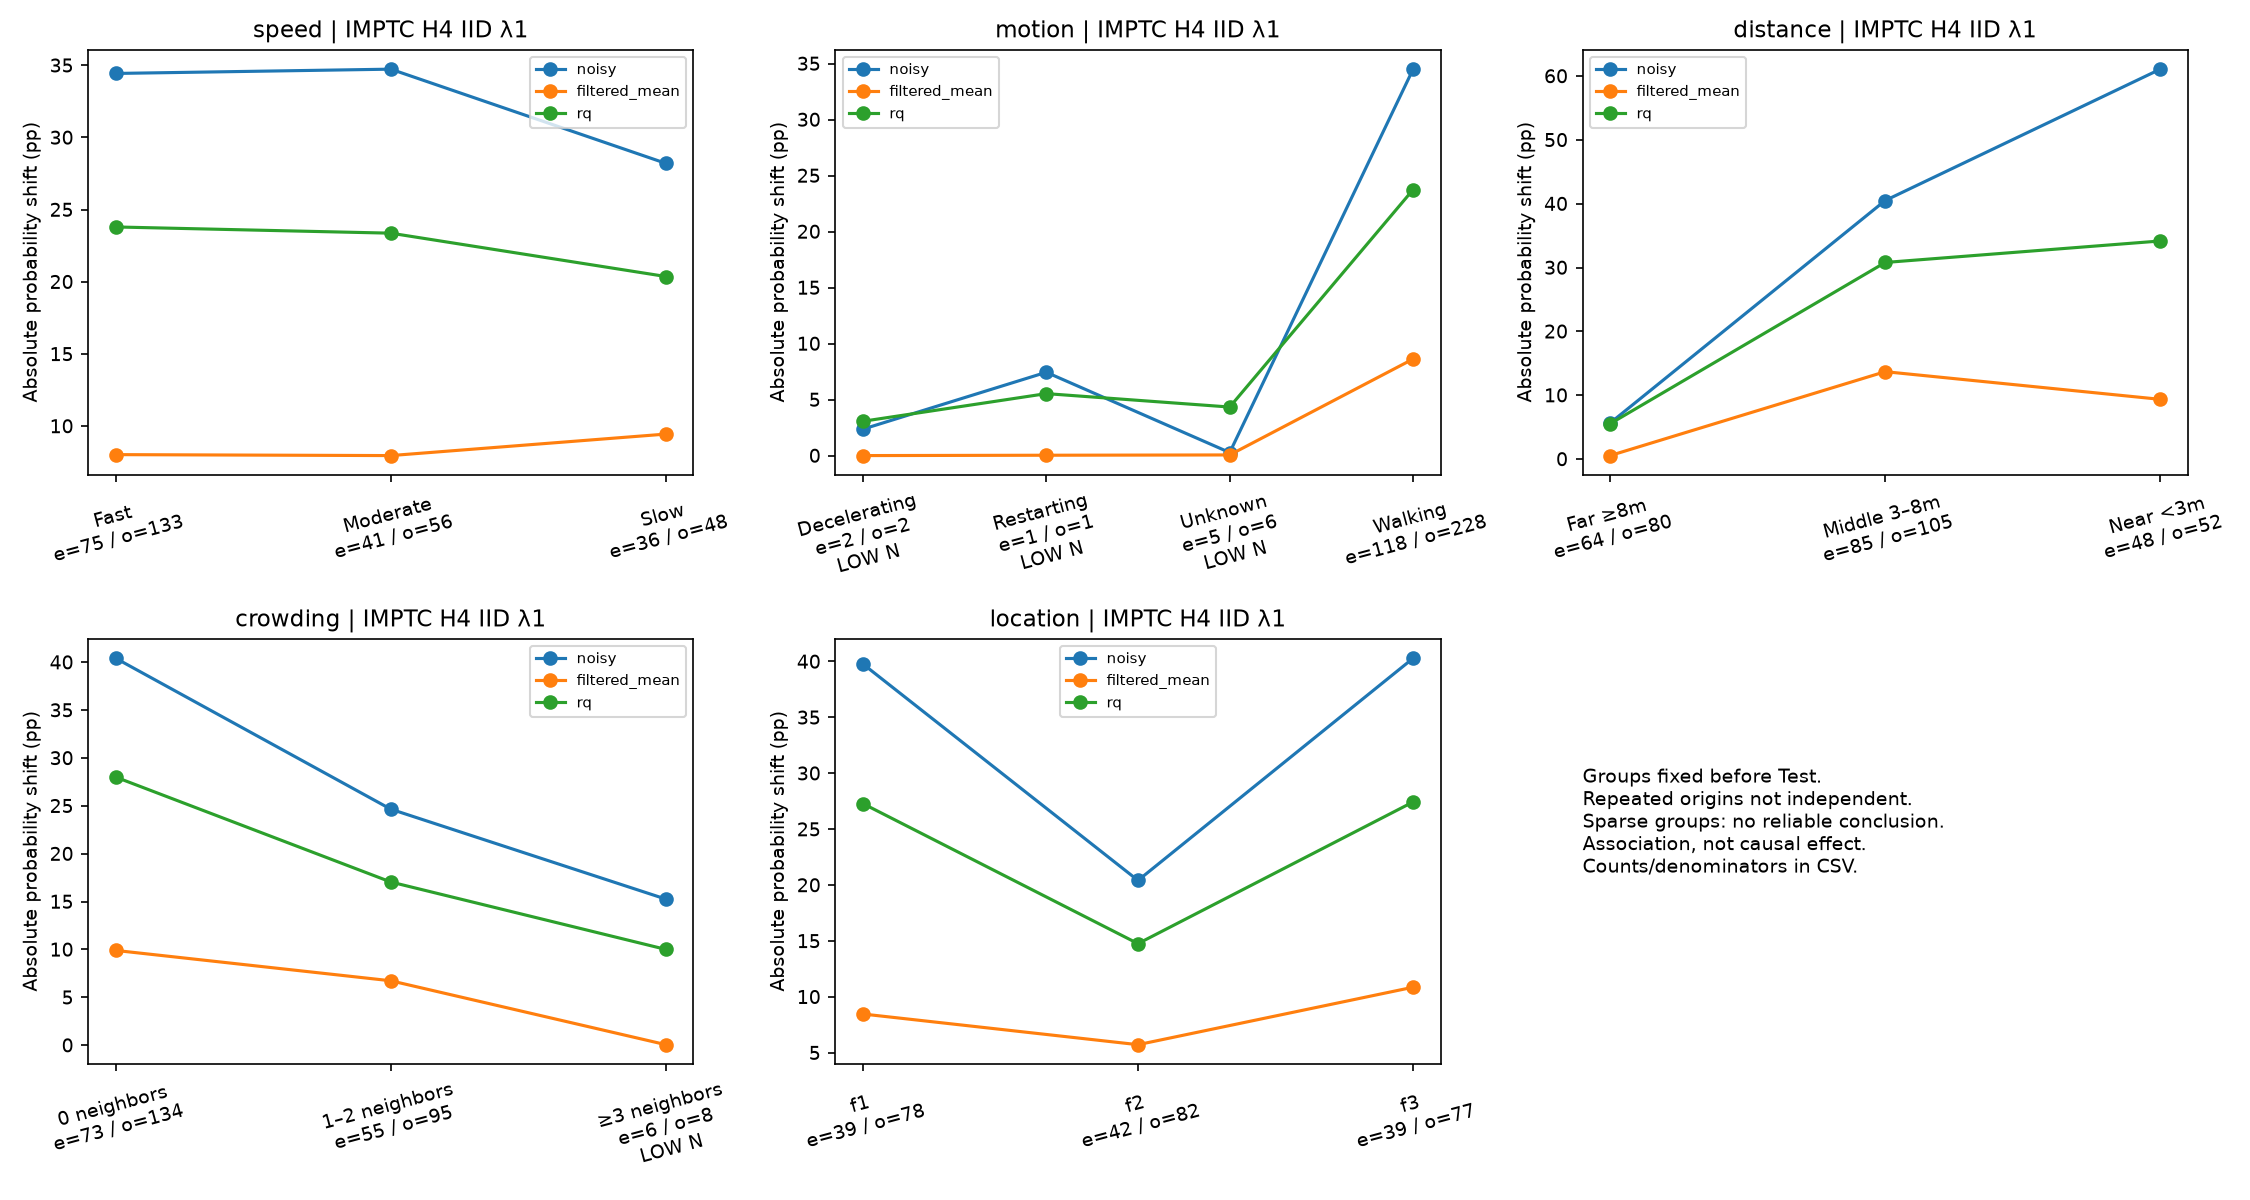 speed | IMPTC H4 IID λ1
Absolute probability shift (pp)
35
30
25
20
15
10
noisy
filtered_mean
rq
Fast
e=75 / o=133
Moderate
e=41 / o=56
Slow
e=36 / o=48
motion | IMPTC H4 IID λ1
Absolute probability shift (pp)
35
30
25
20
15
10
5
0
noisy
filtered_mean
rq
Decelerating
e=2 / o=2
LOW N
Restarting
e=1 / o=1
LOW N
Unknown
e=5 / o=6
LOW N
Walking
e=118 / o=228
distance | IMPTC H4 IID λ1
Absolute probability shift (pp)
60
50
40
30
20
10
0
noisy
filtered_mean
rq
Far ≥8m
e=64 / o=80
Middle 3–8m
e=85 / o=105
Near <3m
e=48 / o=52
crowding | IMPTC H4 IID λ1
Absolute probability shift (pp)
40
35
30
25
20
15
10
5
0
noisy
filtered_mean
rq
0 neighbors
e=73 / o=134
1–2 neighbors
e=55 / o=95
≥3 neighbors
e=6 / o=8
LOW N
location | IMPTC H4 IID λ1
Absolute probability shift (pp)
40
35
30
25
20
15
10
5
noisy
filtered_mean
rq
f1
e=39 / o=78
f2
e=42 / o=82
f3
e=39 / o=77
Groups fixed before Test.
Repeated origins not independent.
Sparse groups: no reliable conclusion.
Association, not causal effect.
Counts/denominators in CSV.